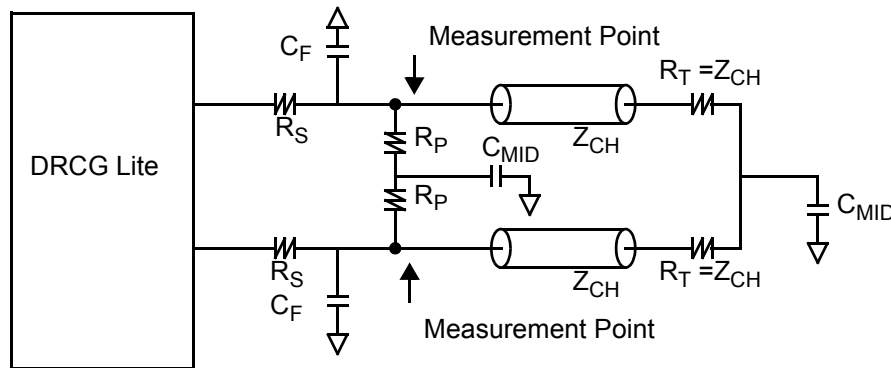 C_F
Measurement Point
R_T =Z_CH
R_S
Z_CH
R_P
C_MID
DRCG Lite
R_P
C_MID
R_S
C_F
Z_CH
R_T =Z_CH
Measurement Point